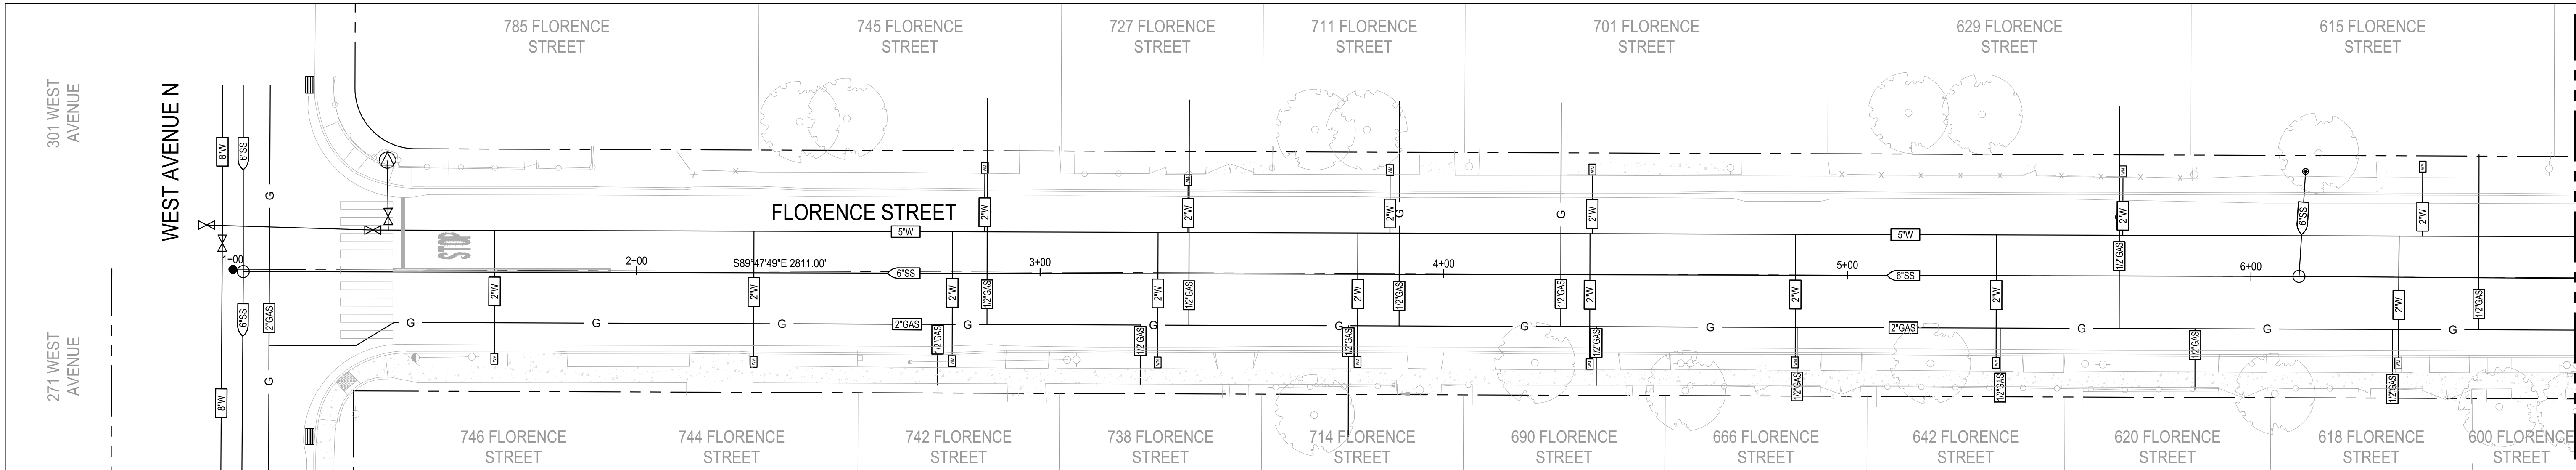 785 FLORENCE
STREET
745 FLORENCE
STREET
727 FLORENCE
STREET
711 FLORENCE
STREET
701 FLORENCE
STREET
629 FLORENCE
STREET
615 FLORENCE
STREET
301 WEST
AVENUE
WEST AVENUE N
8"W
6"SS
G
FLORENCE STREET
STOP
2"W
2"W
2"W
G
G
2"W
2"W
6"SS
2"W
5"W
5"W
1+00
2+00
S89°47'49"E 2811.00'
3+00
4+00
5+00
6+00
6"SS
6"SS
6"SS
2"GAS
2"W
2"W
2"W
1/2"GAS
2"W
1/2"GAS
2"W
1/2"GAS
1/2"GAS
2"W
2"W
2"W
1/2"GAS
2"W
1/2"GAS
G
G
G
2"GAS
G
G
G
G
G
2"GAS
G
G
G
1/2"GAS
1/2"GAS
1/2"GAS
1/2"GAS
1/2"GAS
1/2"GAS
1/2"GAS
1/2"GAS
271 WEST
AVENUE
8"W
G
746 FLORENCE
STREET
744 FLORENCE
STREET
742 FLORENCE
STREET
738 FLORENCE
STREET
714 FLORENCE
STREET
690 FLORENCE
STREET
666 FLORENCE
STREET
642 FLORENCE
STREET
620 FLORENCE
STREET
618 FLORENCE
STREET
600 FLORENCE
STREET